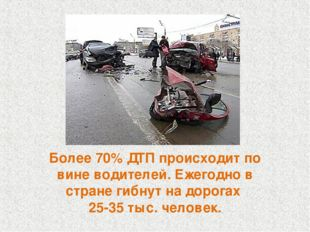 Более 70% ДТП происходит по
вине водителей. Ежегодно в
стране гибнут на дорогах
25-35 тыс. человек.